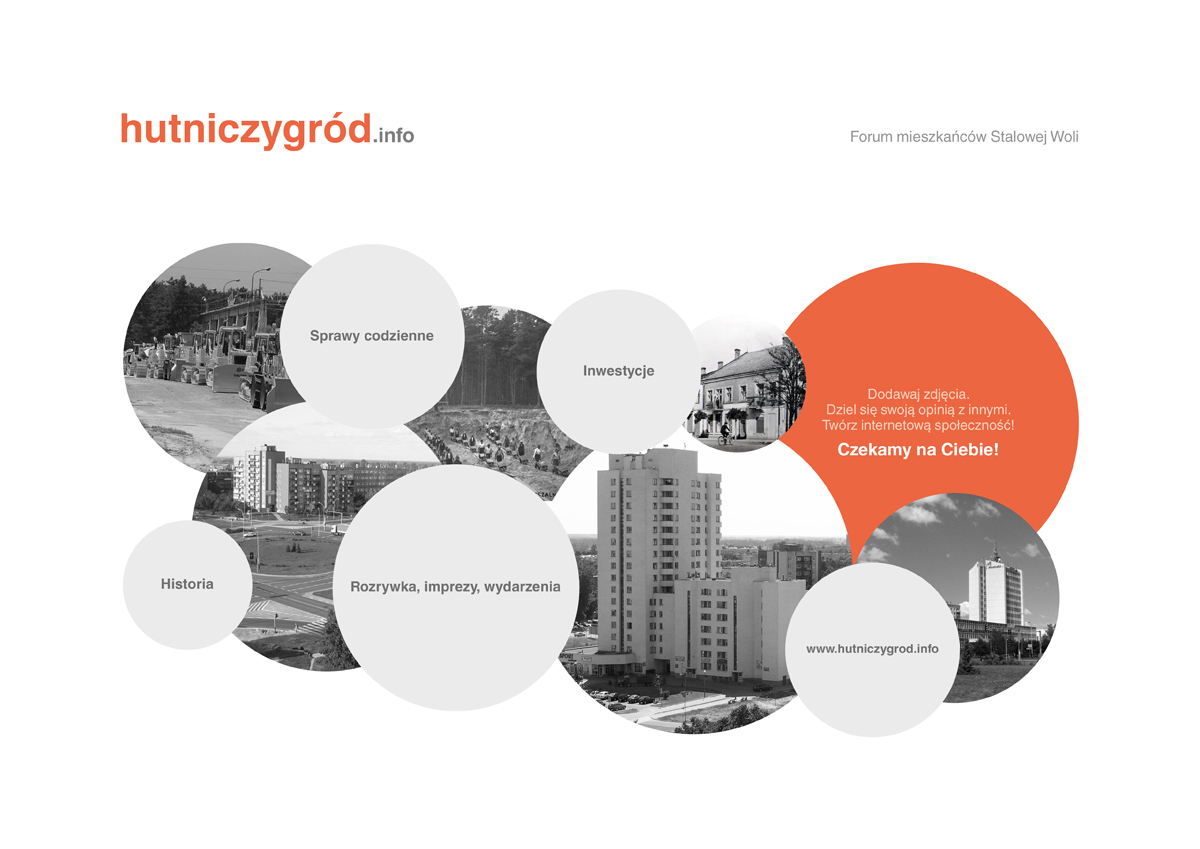 hutniczygród.info
Forum mieszkańców Stalowej Woli
Sprawy codzienne
Inwestycje
Dodawaj zdjęcia.
Dziel się swoją opinią z innymi.
Twórz internetową społeczność!
Czekamy na Ciebie!
Historia
Rozrywka, imprezy, wydarzenia
www.hutniczygrod.info